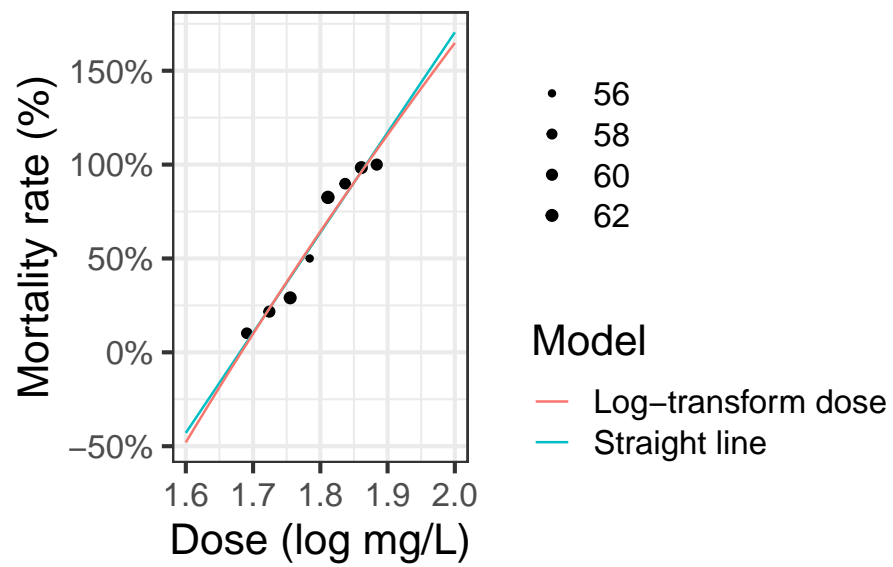 Mortality rate (%)
150%
100%
50%
0%
−50%
1.6 1.7 1.8 1.9 2.0
Dose (log mg/L)
56
58
60
62
Model
Log−transform dose
Straight line